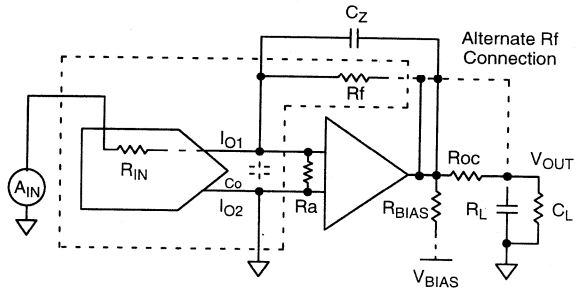 C_Z
Alternate Rf
Connection
Rf
I_O1
R_IN
A_IN
Co
I_O2
Ra
Roc
V_OUT
R_BIAS
R_L
C_L
V_BIAS